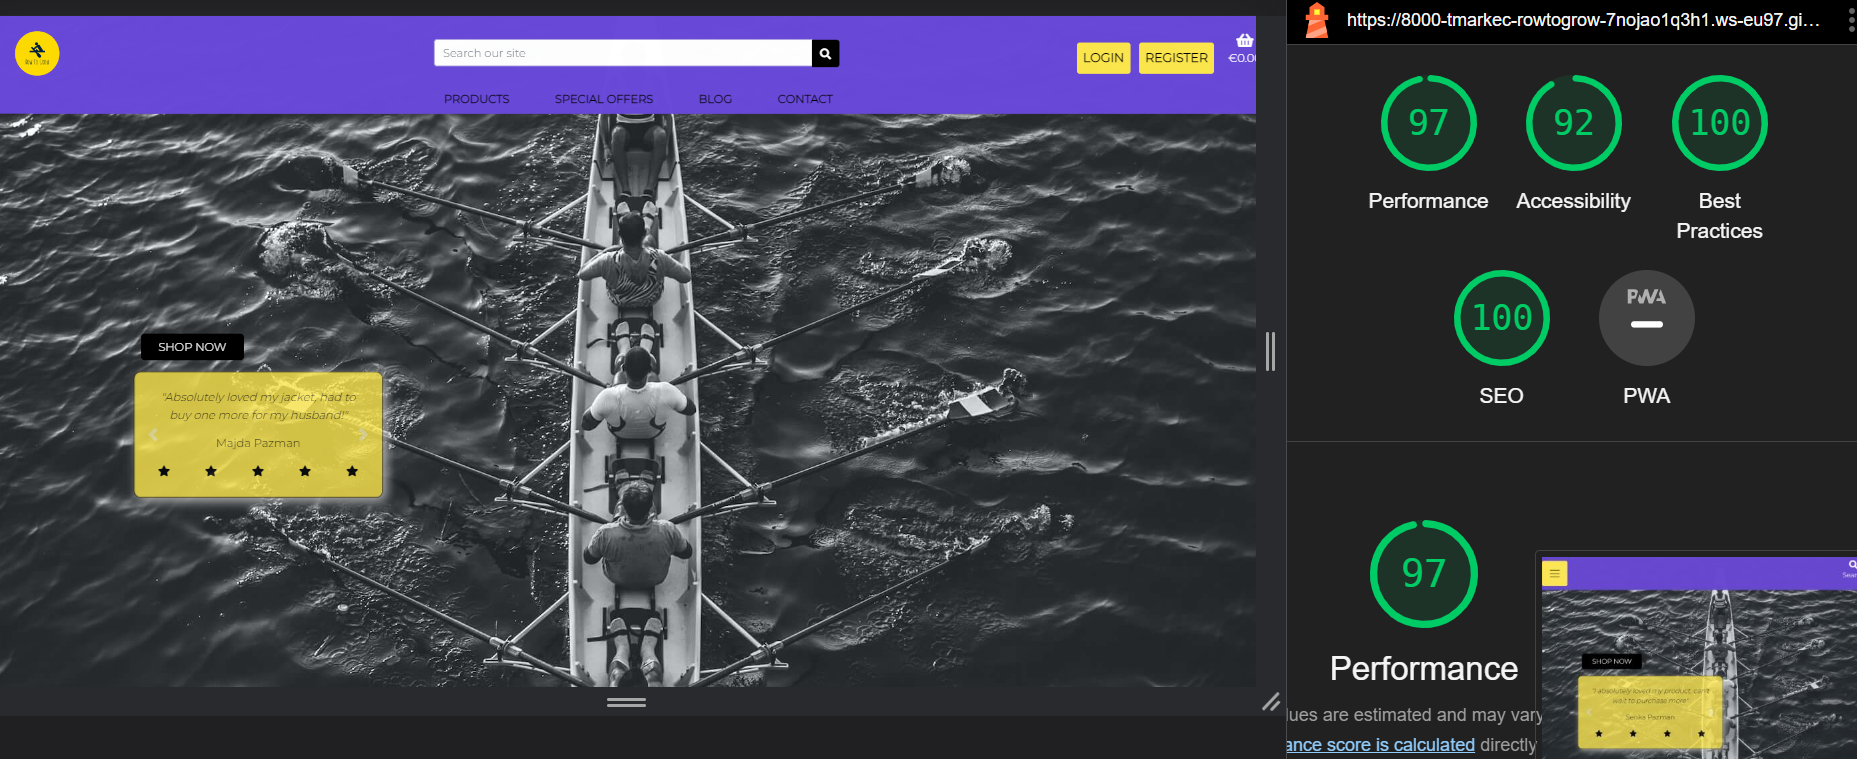 Search our site
LOGIN
REGISTER
€0.0
PRODUCTS
SPECIAL OFFERS
BLOG
CONTACT
SHOP NOW
"Absolutely loved my jacket, had to
buy one more for my husband!"
Majda Pazman
https://8000-tmarkec-rowtogrow-7nojao1q3h1.ws-eu97.gi...
97
Performance
92
Accessibility
100
Best
Practices
100
SEO
PWA
PWA
97
Performance
lues are estimated and may vary
ance score is calculated directly
SHOP NOW
"I absolutely loved my product, can't
wait to purchase more"
Senka Pazman